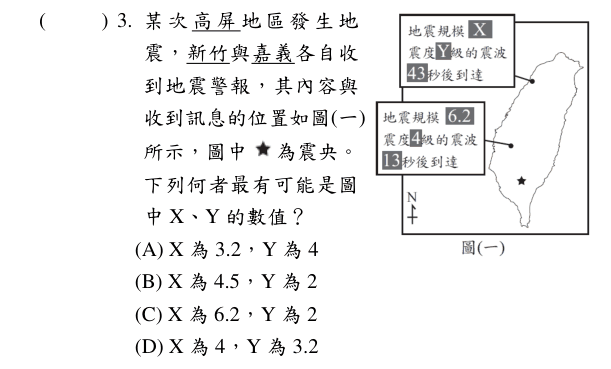 (　　) 3. 某次高屏地區發生地
震，新竹與嘉義各自收
到地震警報，其內容與
收到訊息的位置如圖(一)
所示，圖中★為震央。
下列何者最有可能是圖
中 X、Y 的數值？
(A) X 為 3.2，Y 為 4
(B) X 為 4.5，Y 為 2
(C) X 為 6.2，Y 為 2
(D) X 為 4，Y 為 3.2
地震規模 X
震度Y級的震波
43秒後到達
地震規模 6.2
震度4級的震波
13秒後到達
N
圖(一)